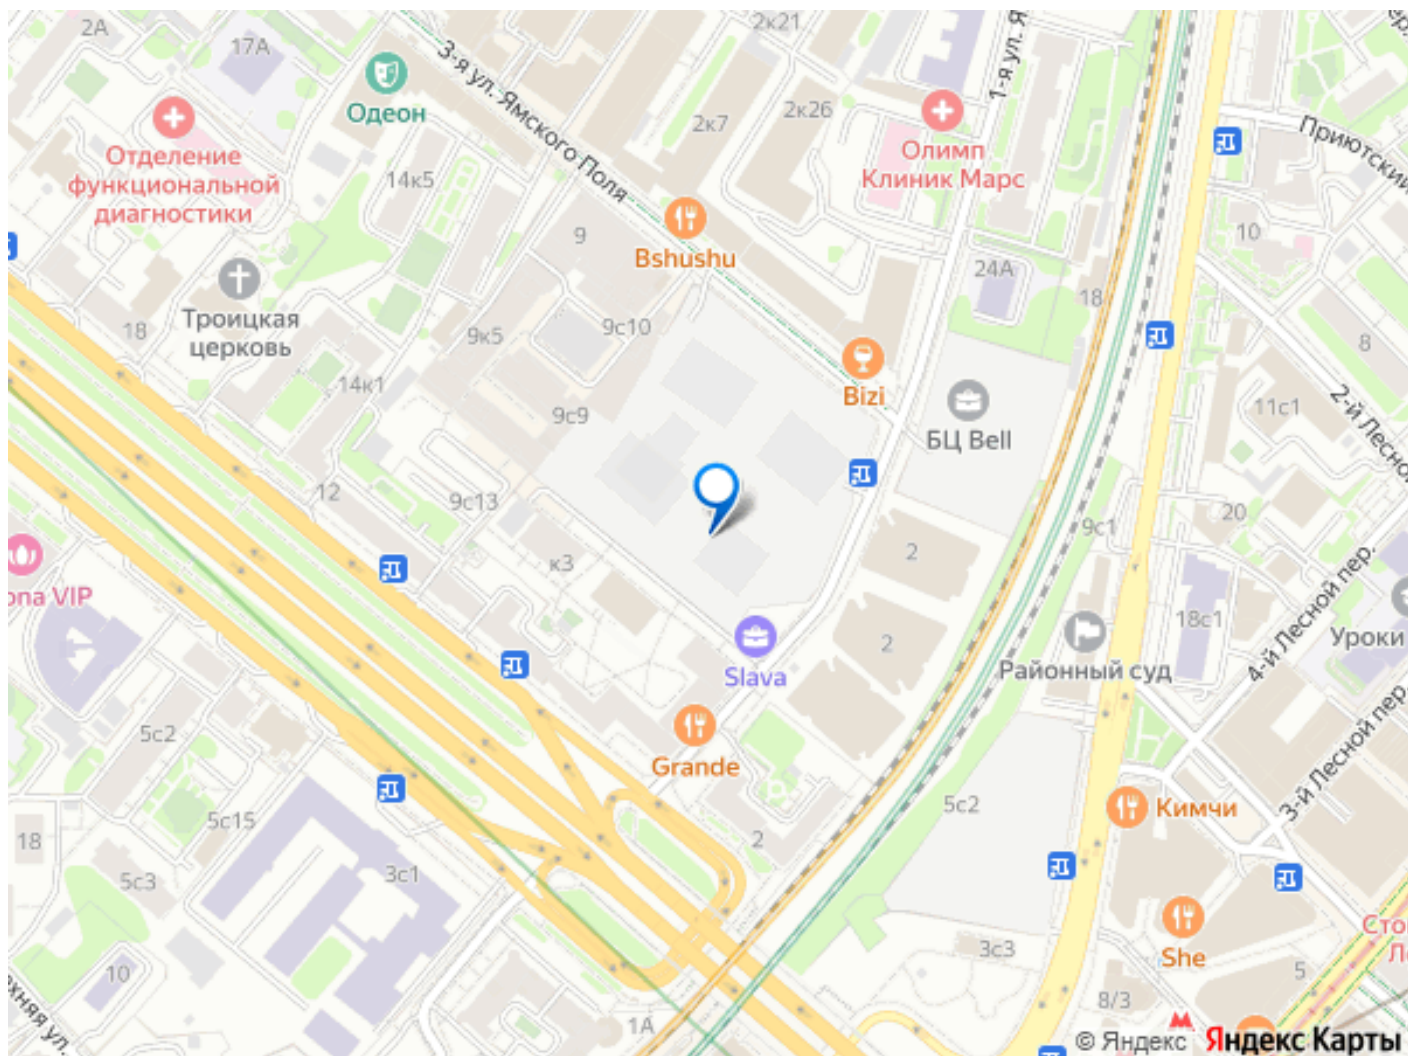 2А
17А
3-я ул. Ямского Поля
2к21
1-я ул. Я
Одеон
2к7
2к26
Олимп
Клиник Марс
Приютский
Отделение
функциональной
диагностики
14к5
9
Bshushu
10
24А
18
Троицкая
церковь
18
9к5
9с10
8
14к1
9с9
Bizi
БЦ Bell
11с1
2-й Лесной
12
9с13
9с1
20
к3
2
ona VIP
4-й Лесной пер.
18с1
Уроки
2
Районный суд
Slava
5с2
Grande
3-й Лесной пер.
5с2
Кимчи
5с15
18
2
5с3
3с1
She
Сто
Л
3с3
5
10
8/3
хняя ул.
1А
© Яндекс
Яндекс Карты